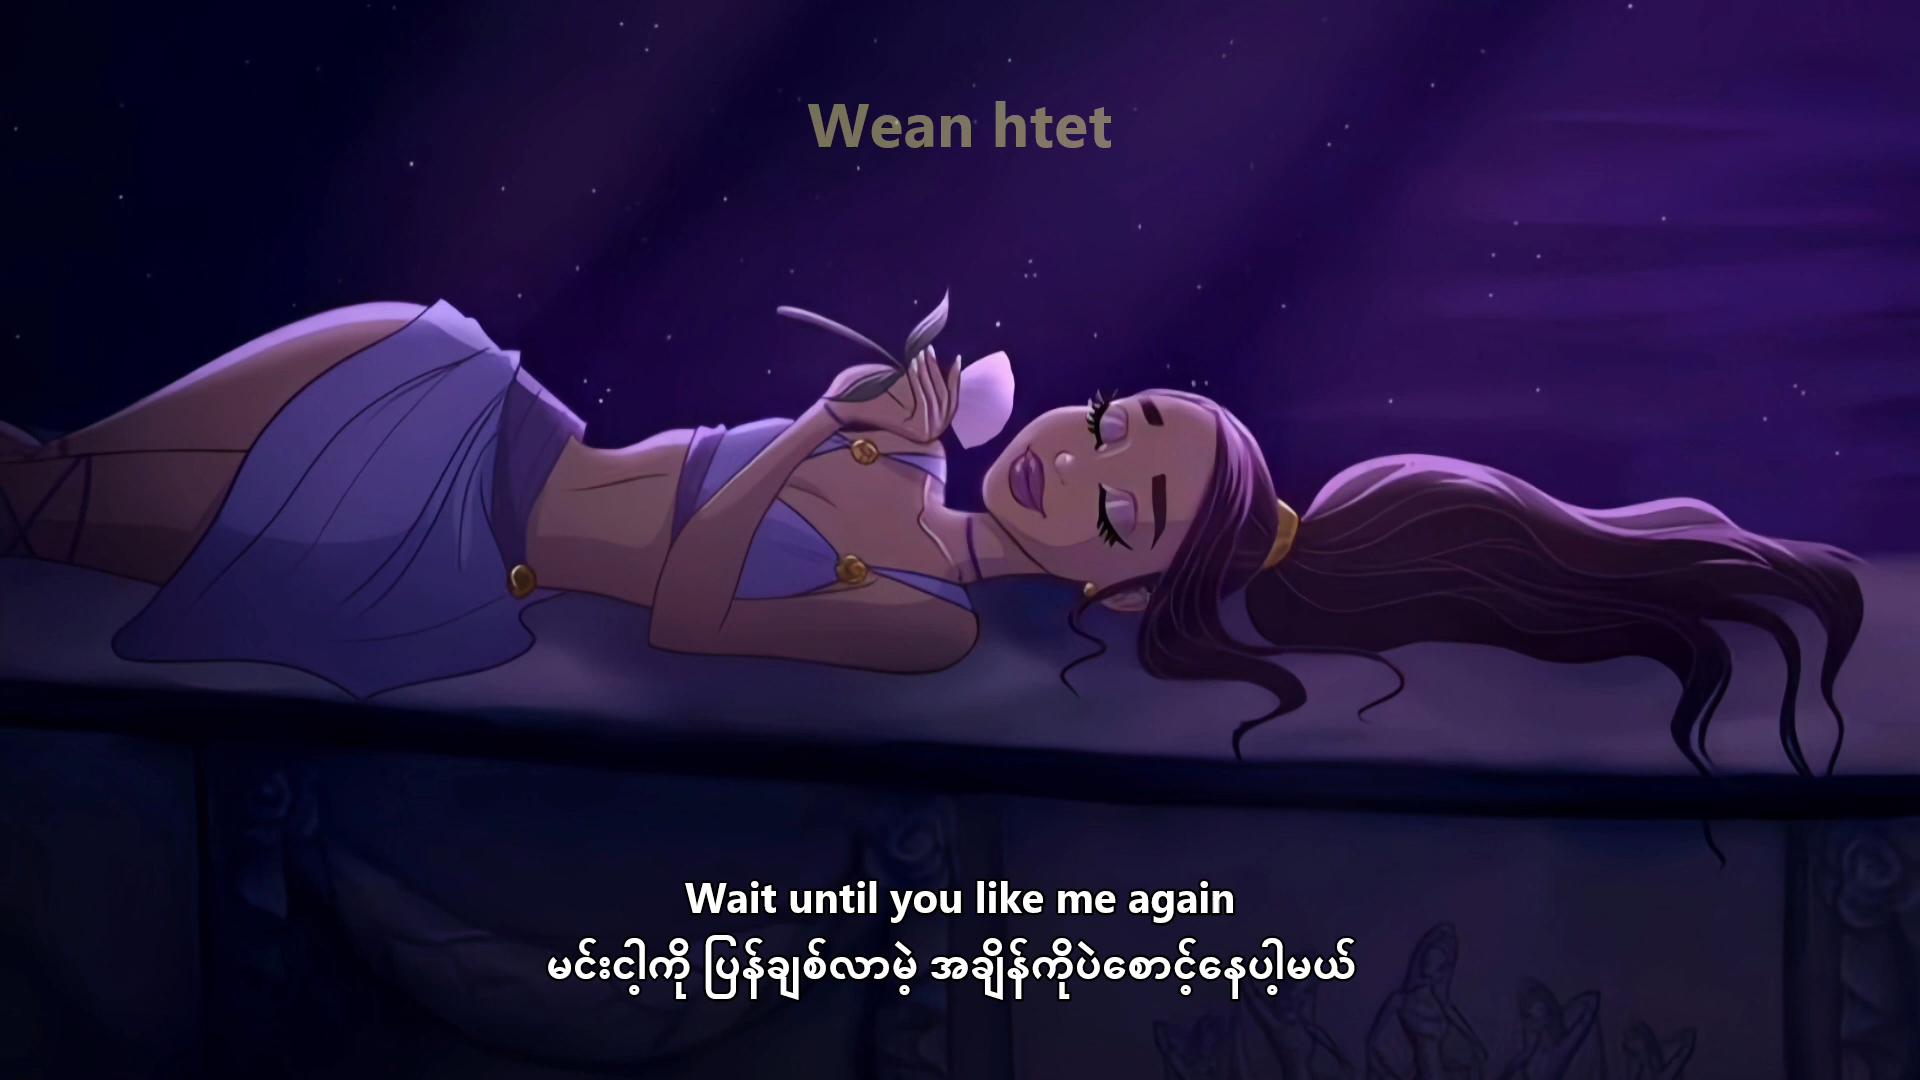 Wean htet
Wait until you like me again
မင်းငါ့ကို ပြန်ချစ်လာမဲ့ အချိန်ကိုပဲစောင့်နေပါ့မယ်